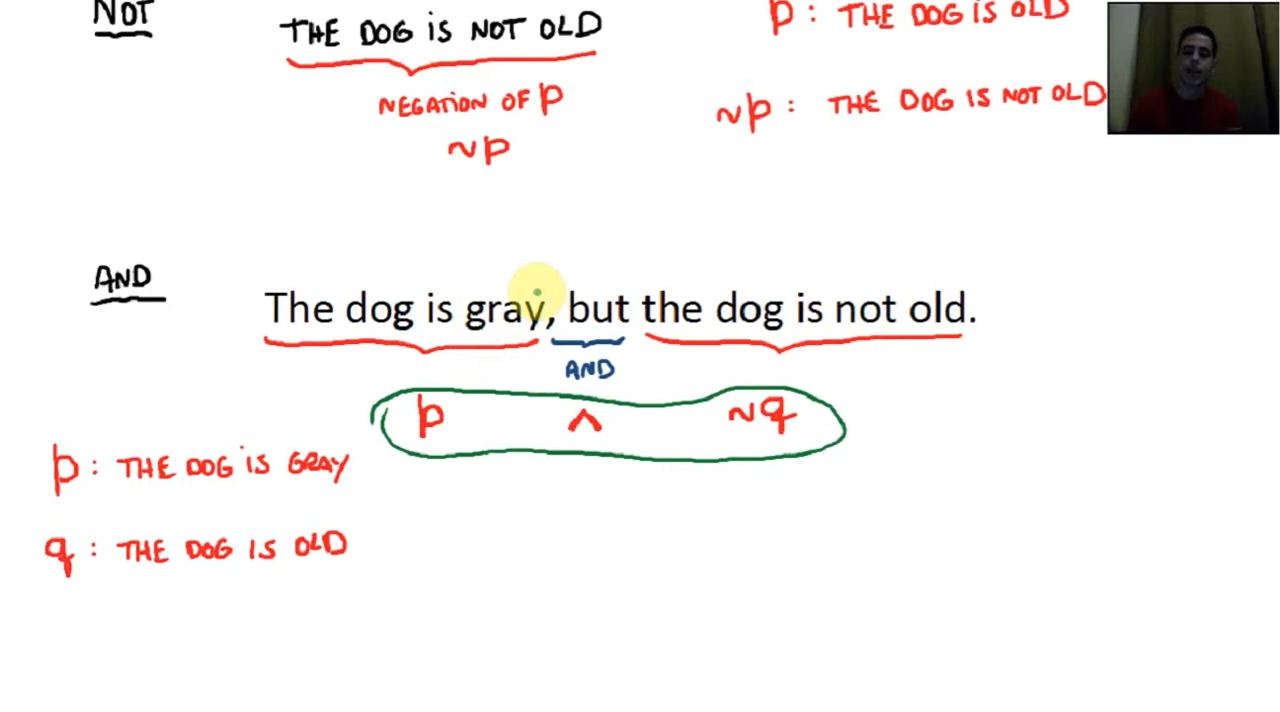 NOT
THE DOG IS NOT OLD
p : THE DOG IS OLD
NEGATION OF p
~p : THE DOG IS NOT OLD
~p
AND
The dog is gray, but the dog is not old.
AND
p ∧ ~q
p : THE DOG IS GRAY
q : THE DOG IS OLD